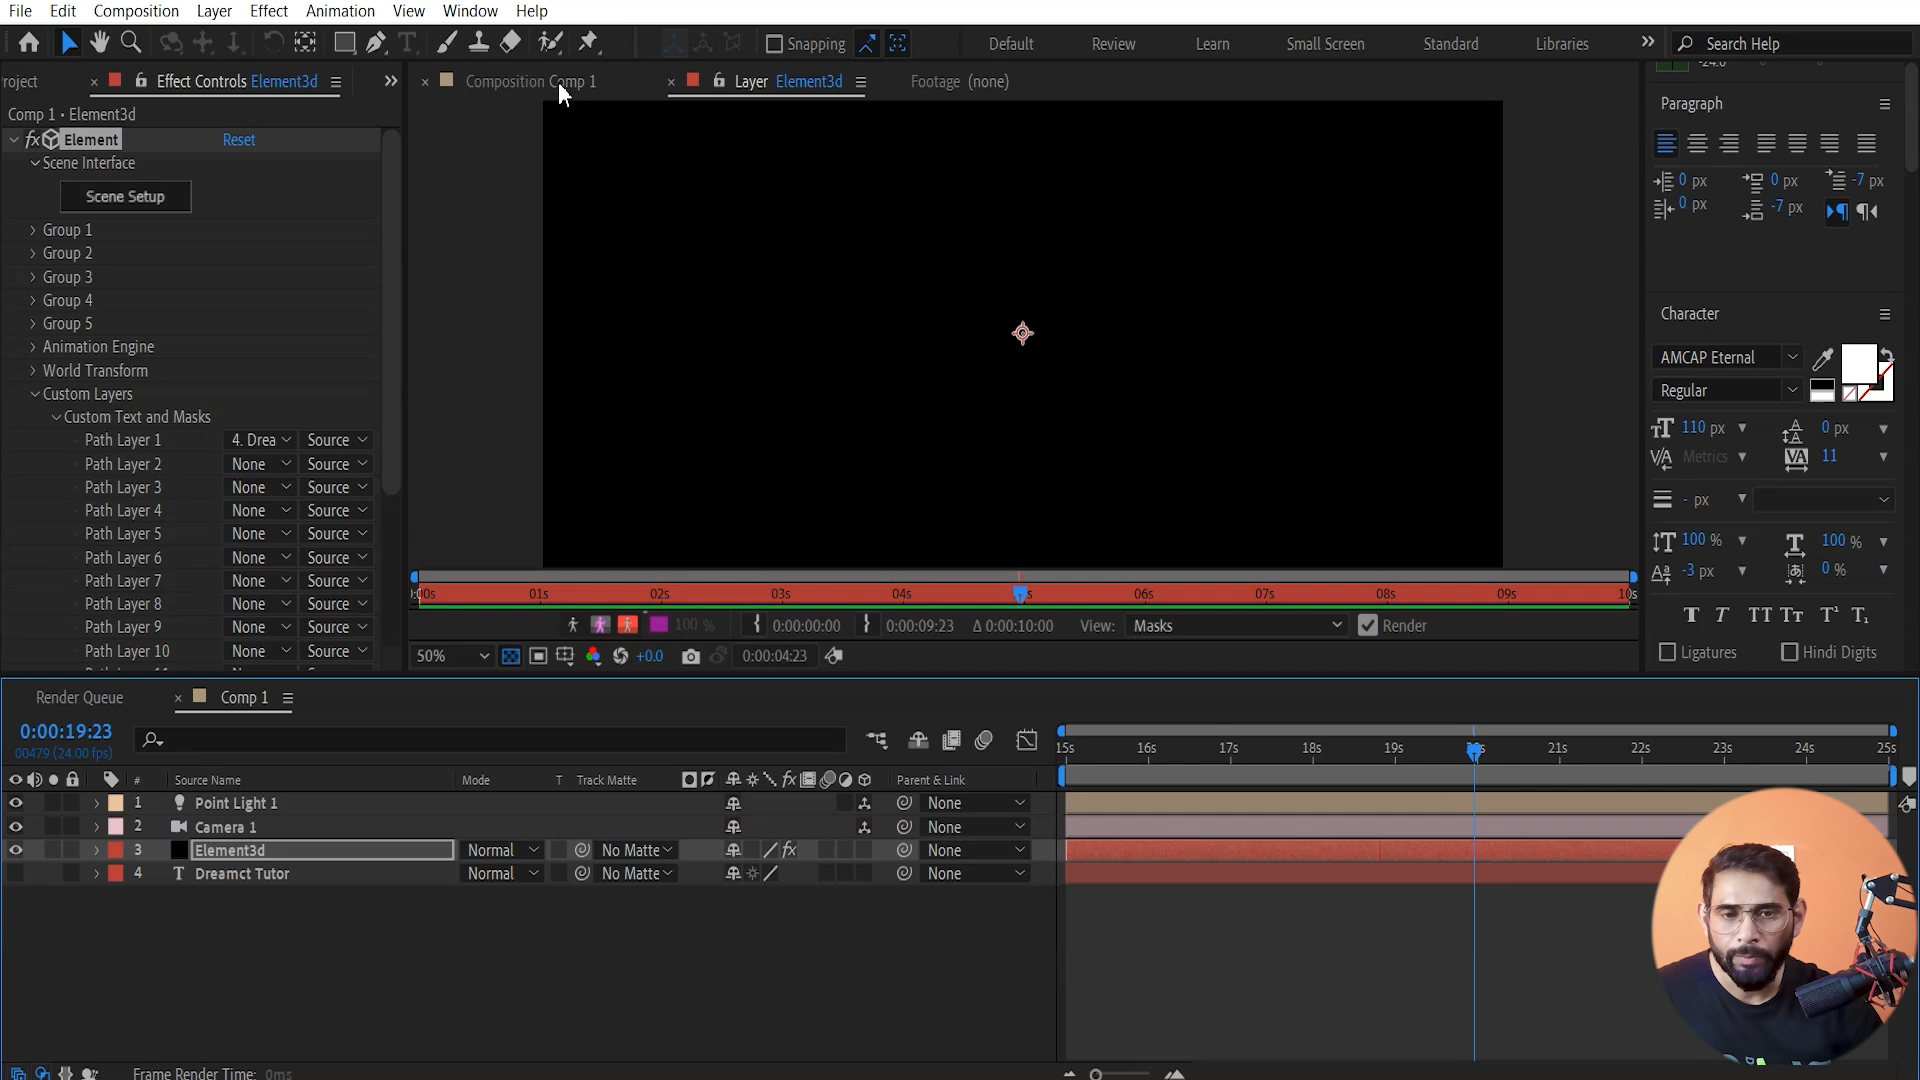 File Edit Composition Layer Effect Animation View Window Help
Snapping Default Review Learn Small Screen Standard Libraries Search Help
roject Effect Controls Element3d
Composition Comp 1 Layer Element3d Footage (none)
Comp 1 • Element3d
fx Element Reset
Scene Interface
Scene Setup
Group 1
Group 2
Group 3
Group 4
Group 5
Animation Engine
World Transform
Custom Layers
Custom Text and Masks
Path Layer 1 4. Drea Source
Path Layer 2 None Source
Path Layer 3 None Source
Path Layer 4 None Source
Path Layer 5 None Source
Path Layer 6 None Source
Path Layer 7 None Source
Path Layer 8 None Source
Path Layer 9 None Source
Path Layer 10 None Source
:00s 01s 02s 03s 04s 06s 07s 08s 09s 10s
100 % 0:00:00:00 0:00:09:23 Δ 0:00:10:00 View: Masks Render
50% +0.0 0:00:04:23
Paragraph
0 px 0 px -7 px
0 px -7 px
Character
AMCAP Eternal
Regular
110 px 0 px
Metrics 11
- px
100 % 100 %
-3 px 0 %
T T TT Tt T¹ T₁
Ligatures Hindi Digits
Render Queue Comp 1
0:00:19:23
00479 (24.00 fps)
15s 16s 17s 18s 19s 20s 21s 22s 23s 24s 25s
# Source Name Mode T Track Matte fx Parent & Link
1 Point Light 1 None
2 Camera 1 None
3 Element3d Normal No Matte fx None
4 T Dreamct Tutor Normal No Matte None
Frame Render Time: 0ms